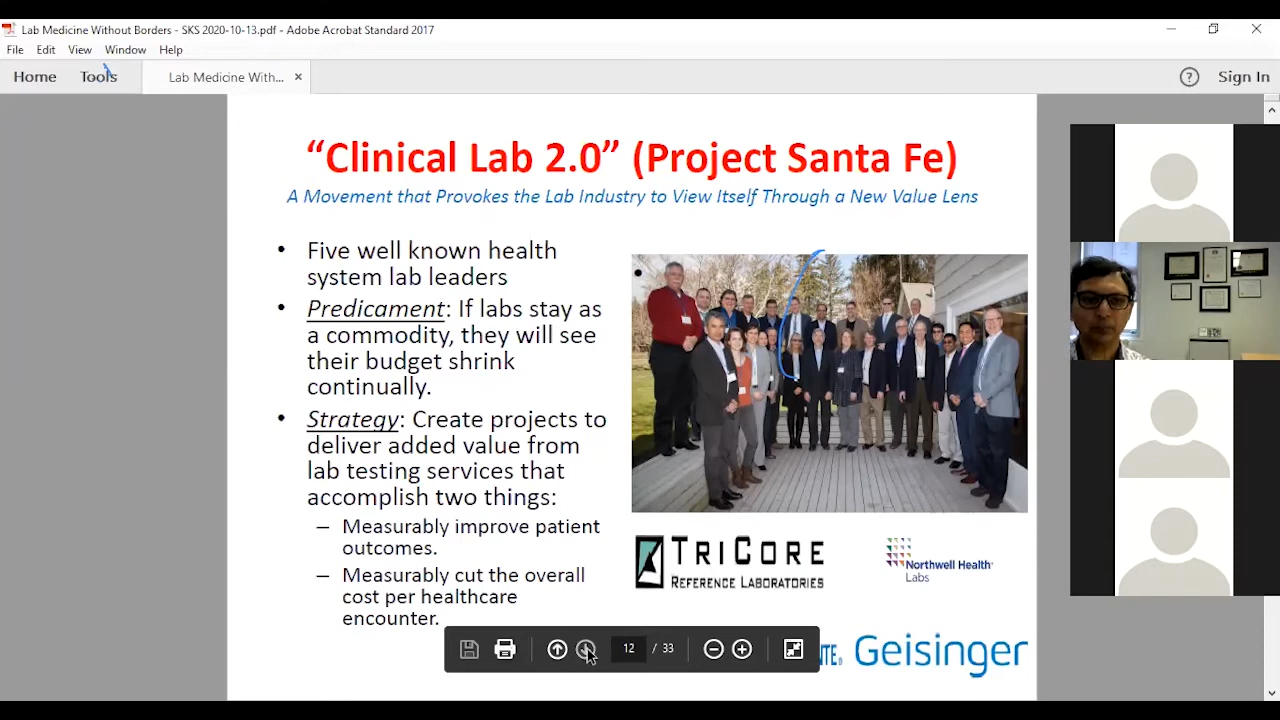 Lab Medicine Without Borders - SKS 2020-10-13.pdf - Adobe Acrobat Standard 2017
File Edit View Window Help
Home Tools Lab Medicine With... × ? Sign In
“Clinical Lab 2.0” (Project Santa Fe)
A Movement that Provokes the Lab Industry to View Itself Through a New Value Lens
• Five well known health
system lab leaders
• Predicament: If labs stay as
a commodity, they will see
their budget shrink
continually.
• Strategy: Create projects to
deliver added value from
lab testing services that
accomplish two things:
– Measurably improve patient
outcomes.
– Measurably cut the overall
cost per healthcare
encounter.
TRICORE
REFERENCE LABORATORIES
Northwell Health®
Labs
Geisinger
12 / 33